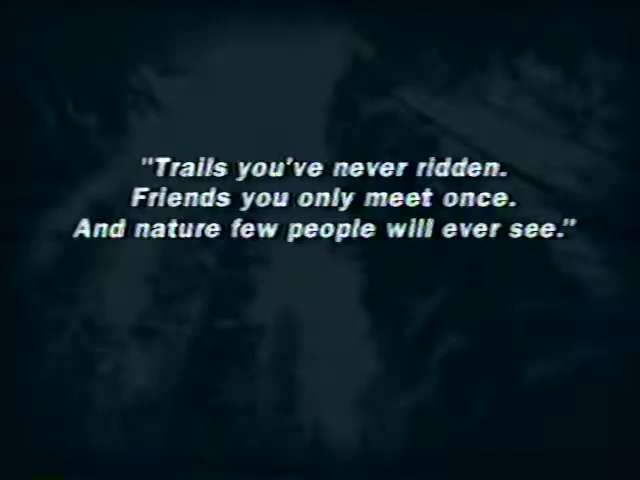 "Trails you've never ridden.
Friends you only meet once.
And nature few people will ever see."